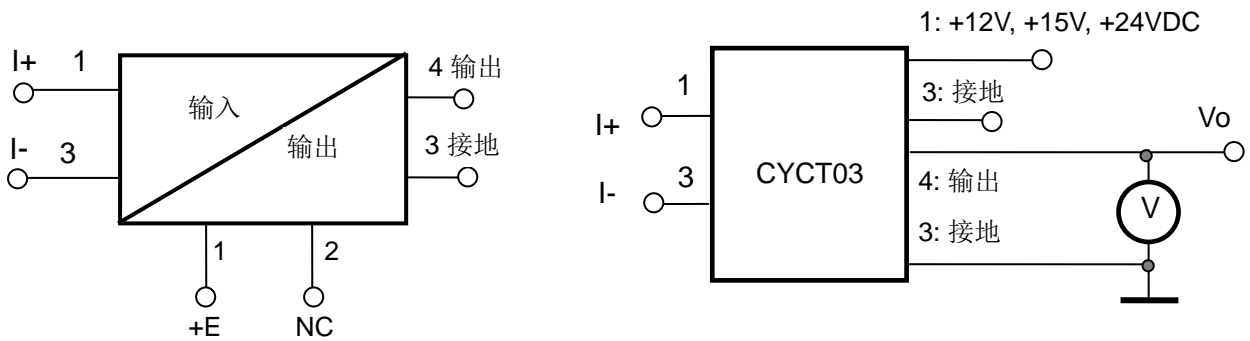 I+ 1
I- 3
输入
输出
4 输出
3 接地
1
2
+E
NC
1: +12V, +15V, +24VDC
3: 接地
I+ 1
I- 3
CYCT03
Vo
4: 输出
V
3: 接地